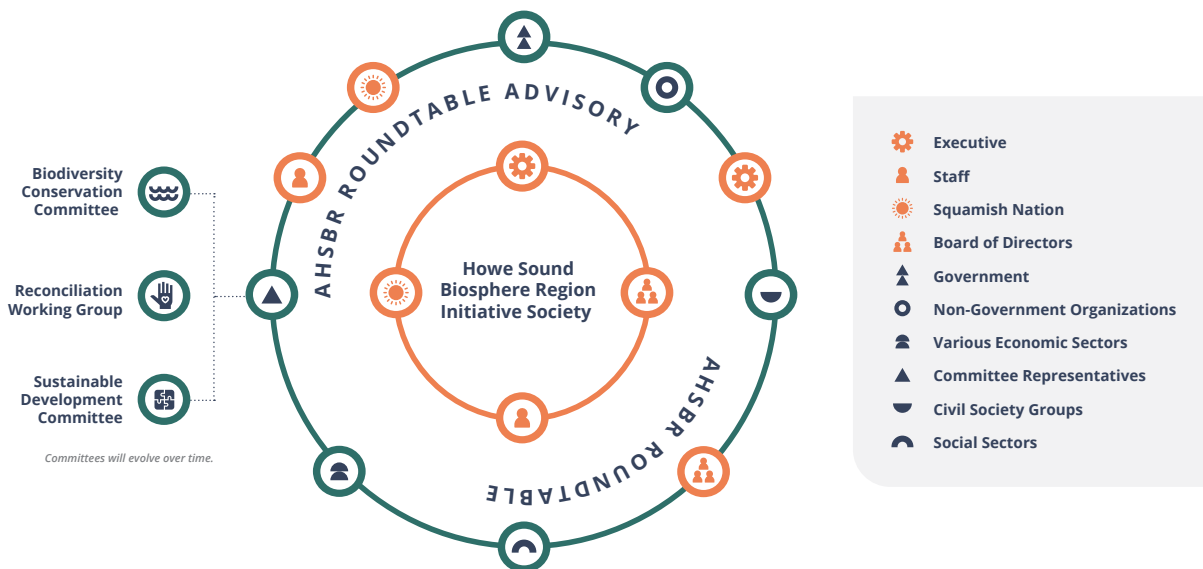 AHSBR ROUNDTABLE ADVISORY
Biodiversity
Conservation
Committee
Reconciliation
Working Group
Sustainable
Development
Committee
Committees will evolve over time.
Howe Sound
Biosphere Region
Initiative Society
AHSBR ROUNDTABLE
Executive
Staff
Squamish Nation
Board of Directors
Government
Non-Government Organizations
Various Economic Sectors
Committee Representatives
Civil Society Groups
Social Sectors